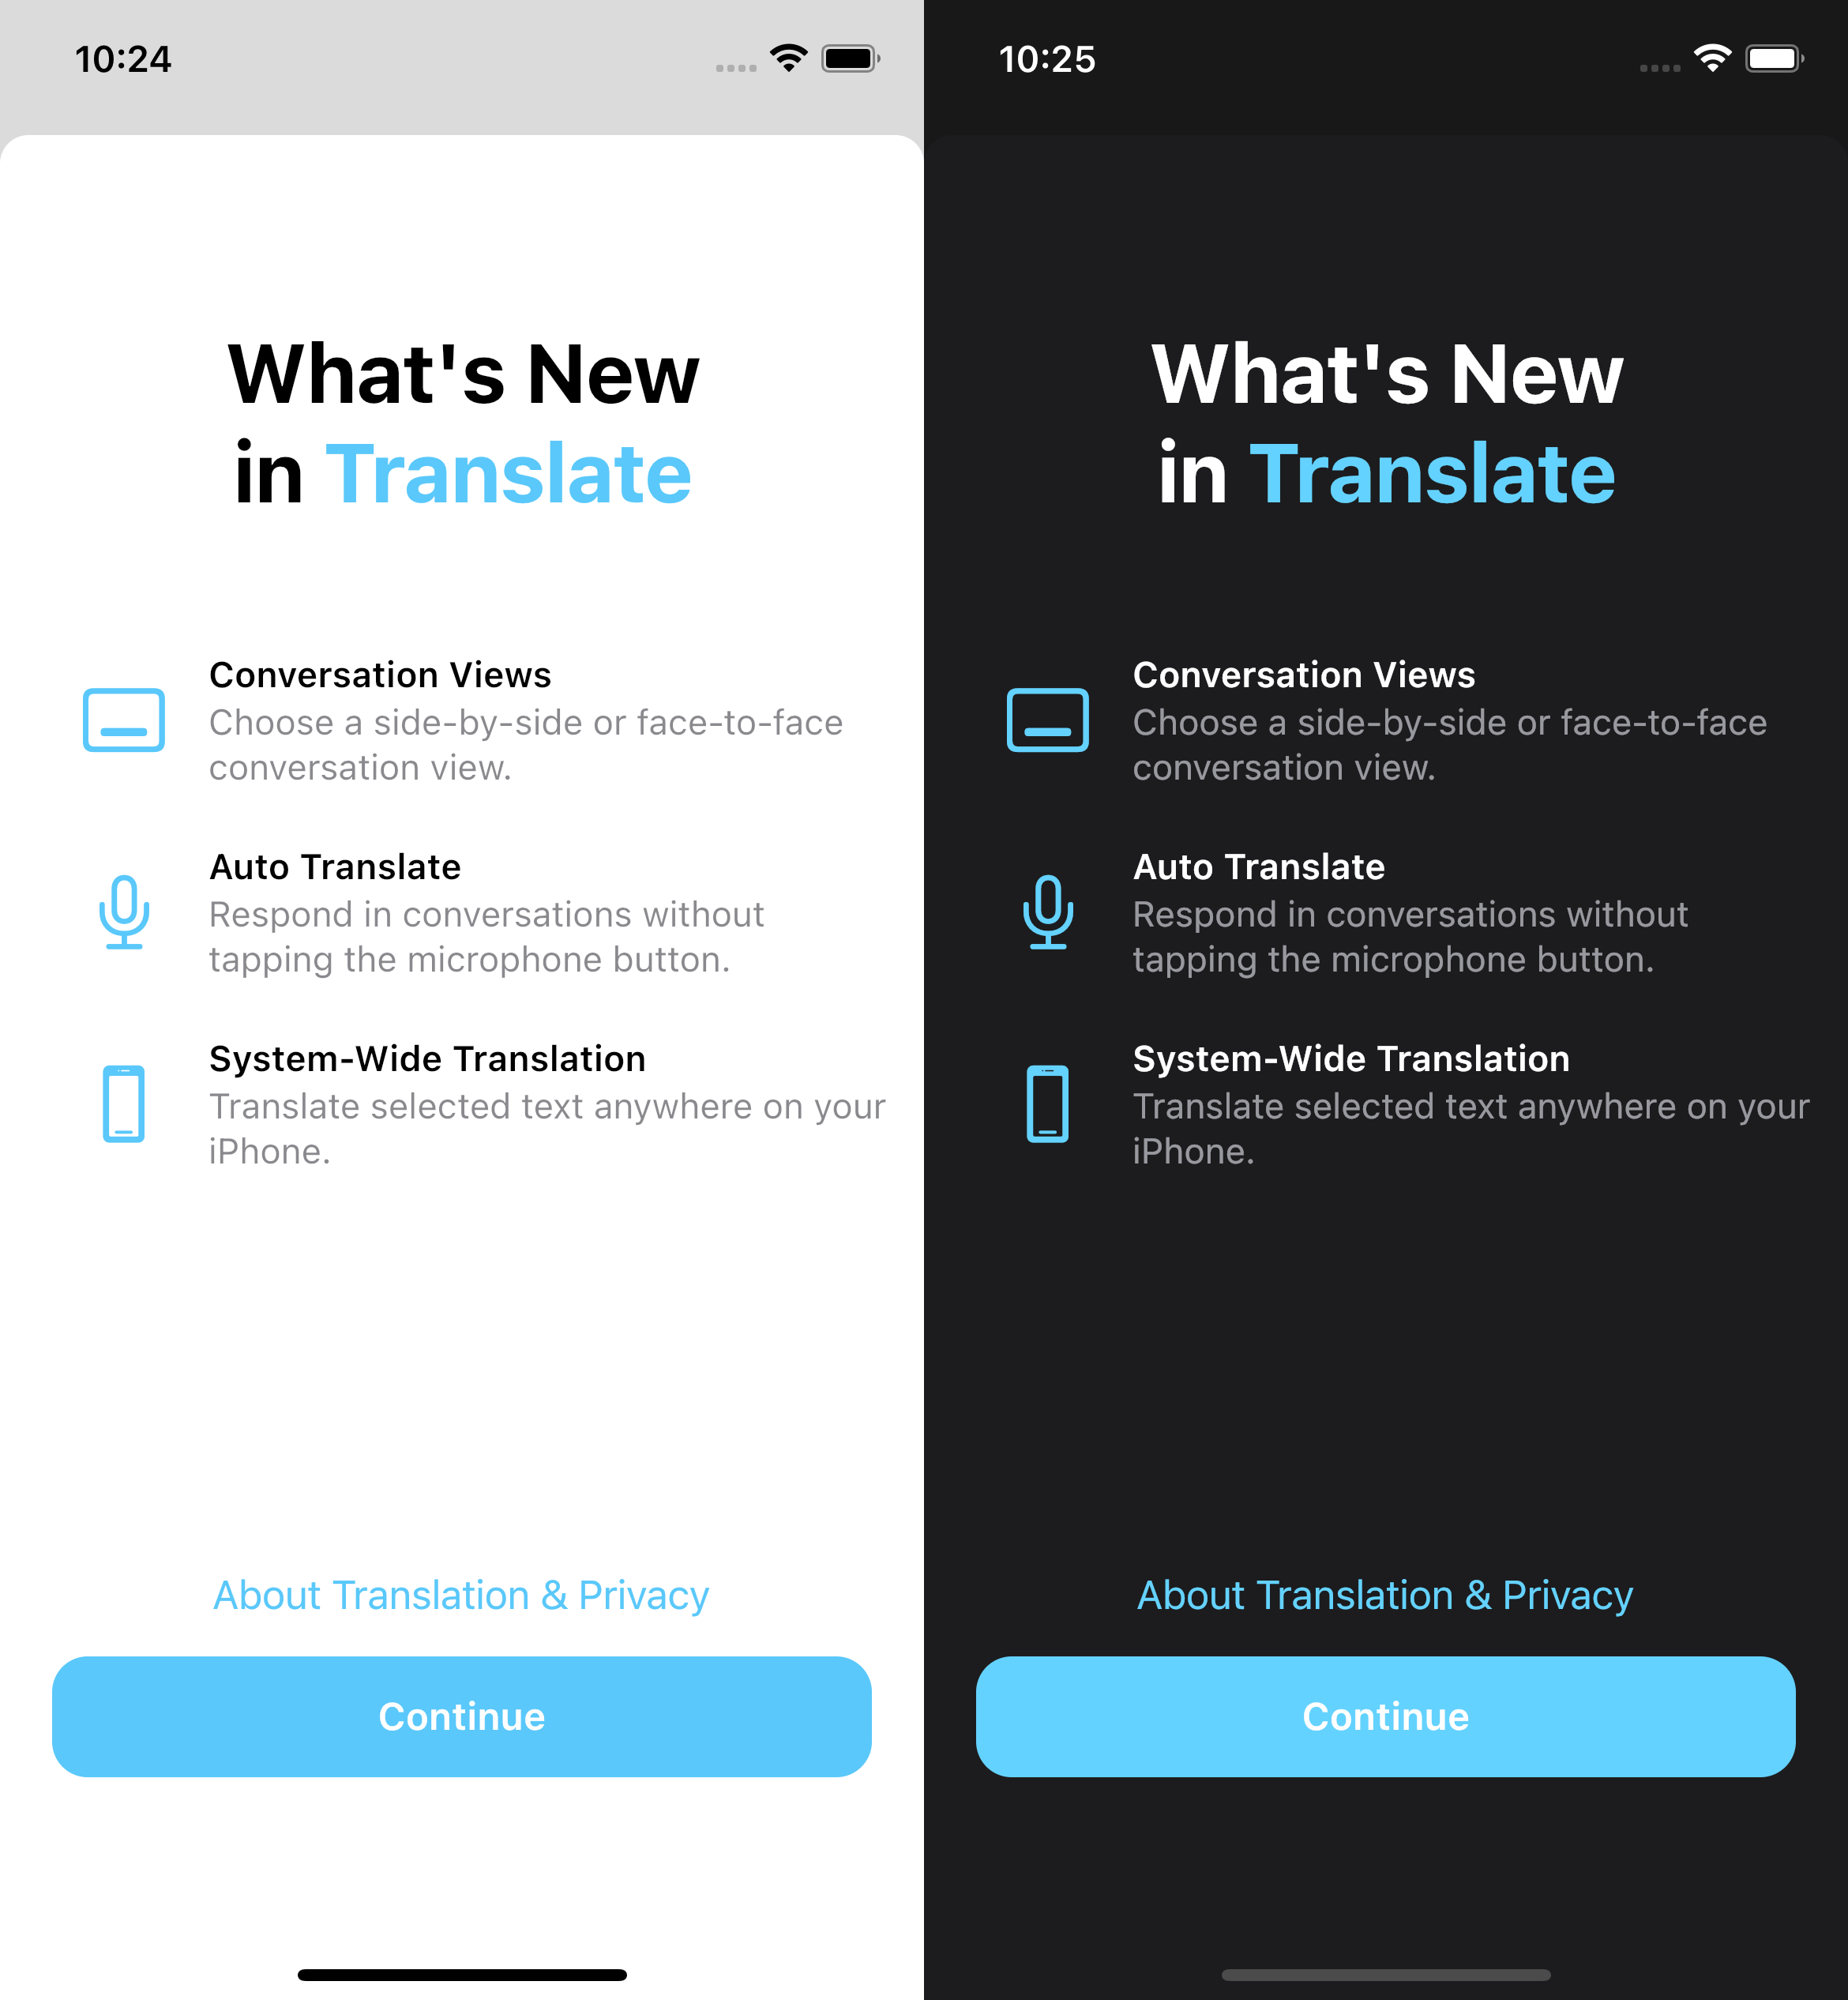 10:24
What's New
in Translate
Conversation Views
Choose a side-by-side or face-to-face
conversation view.
Auto Translate
Respond in conversations without
tapping the microphone button.
System-Wide Translation
Translate selected text anywhere on your
iPhone.
About Translation & Privacy
Continue
10:25
What's New
in Translate
Conversation Views
Choose a side-by-side or face-to-face
conversation view.
Auto Translate
Respond in conversations without
tapping the microphone button.
System-Wide Translation
Translate selected text anywhere on your
iPhone.
About Translation & Privacy
Continue